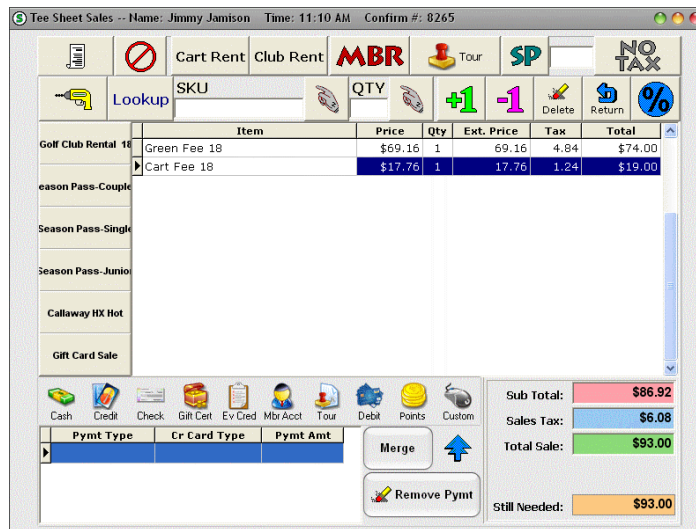 Tee Sheet Sales -- Name: Jimmy Jamison Time: 11:10 AM Confirm #: 8265
Cart Rent Club Rent MBR Tour SP NO TAX
Lookup SKU QTY +1 -1 Delete Return %
Item Price Qty Ext. Price Tax Total
Golf Club Rental 18
Green Fee 18 $69.16 1 69.16 4.84 $74.00
Cart Fee 18 $17.76 1 17.76 1.24 $19.00
eason Pass-Couple
Season Pass-Single
Season Pass-Junior
Callaway HX Hot
Gift Card Sale
Cash Credit Check Gift Cert Ev Cred Mbr Acct Tour Debit Points Custom
Sub Total: $86.92
Sales Tax: $6.08
Total Sale: $93.00
Still Needed: $93.00
Pymt Type Cr Card Type Pymt Amt
Merge
Remove Pymt